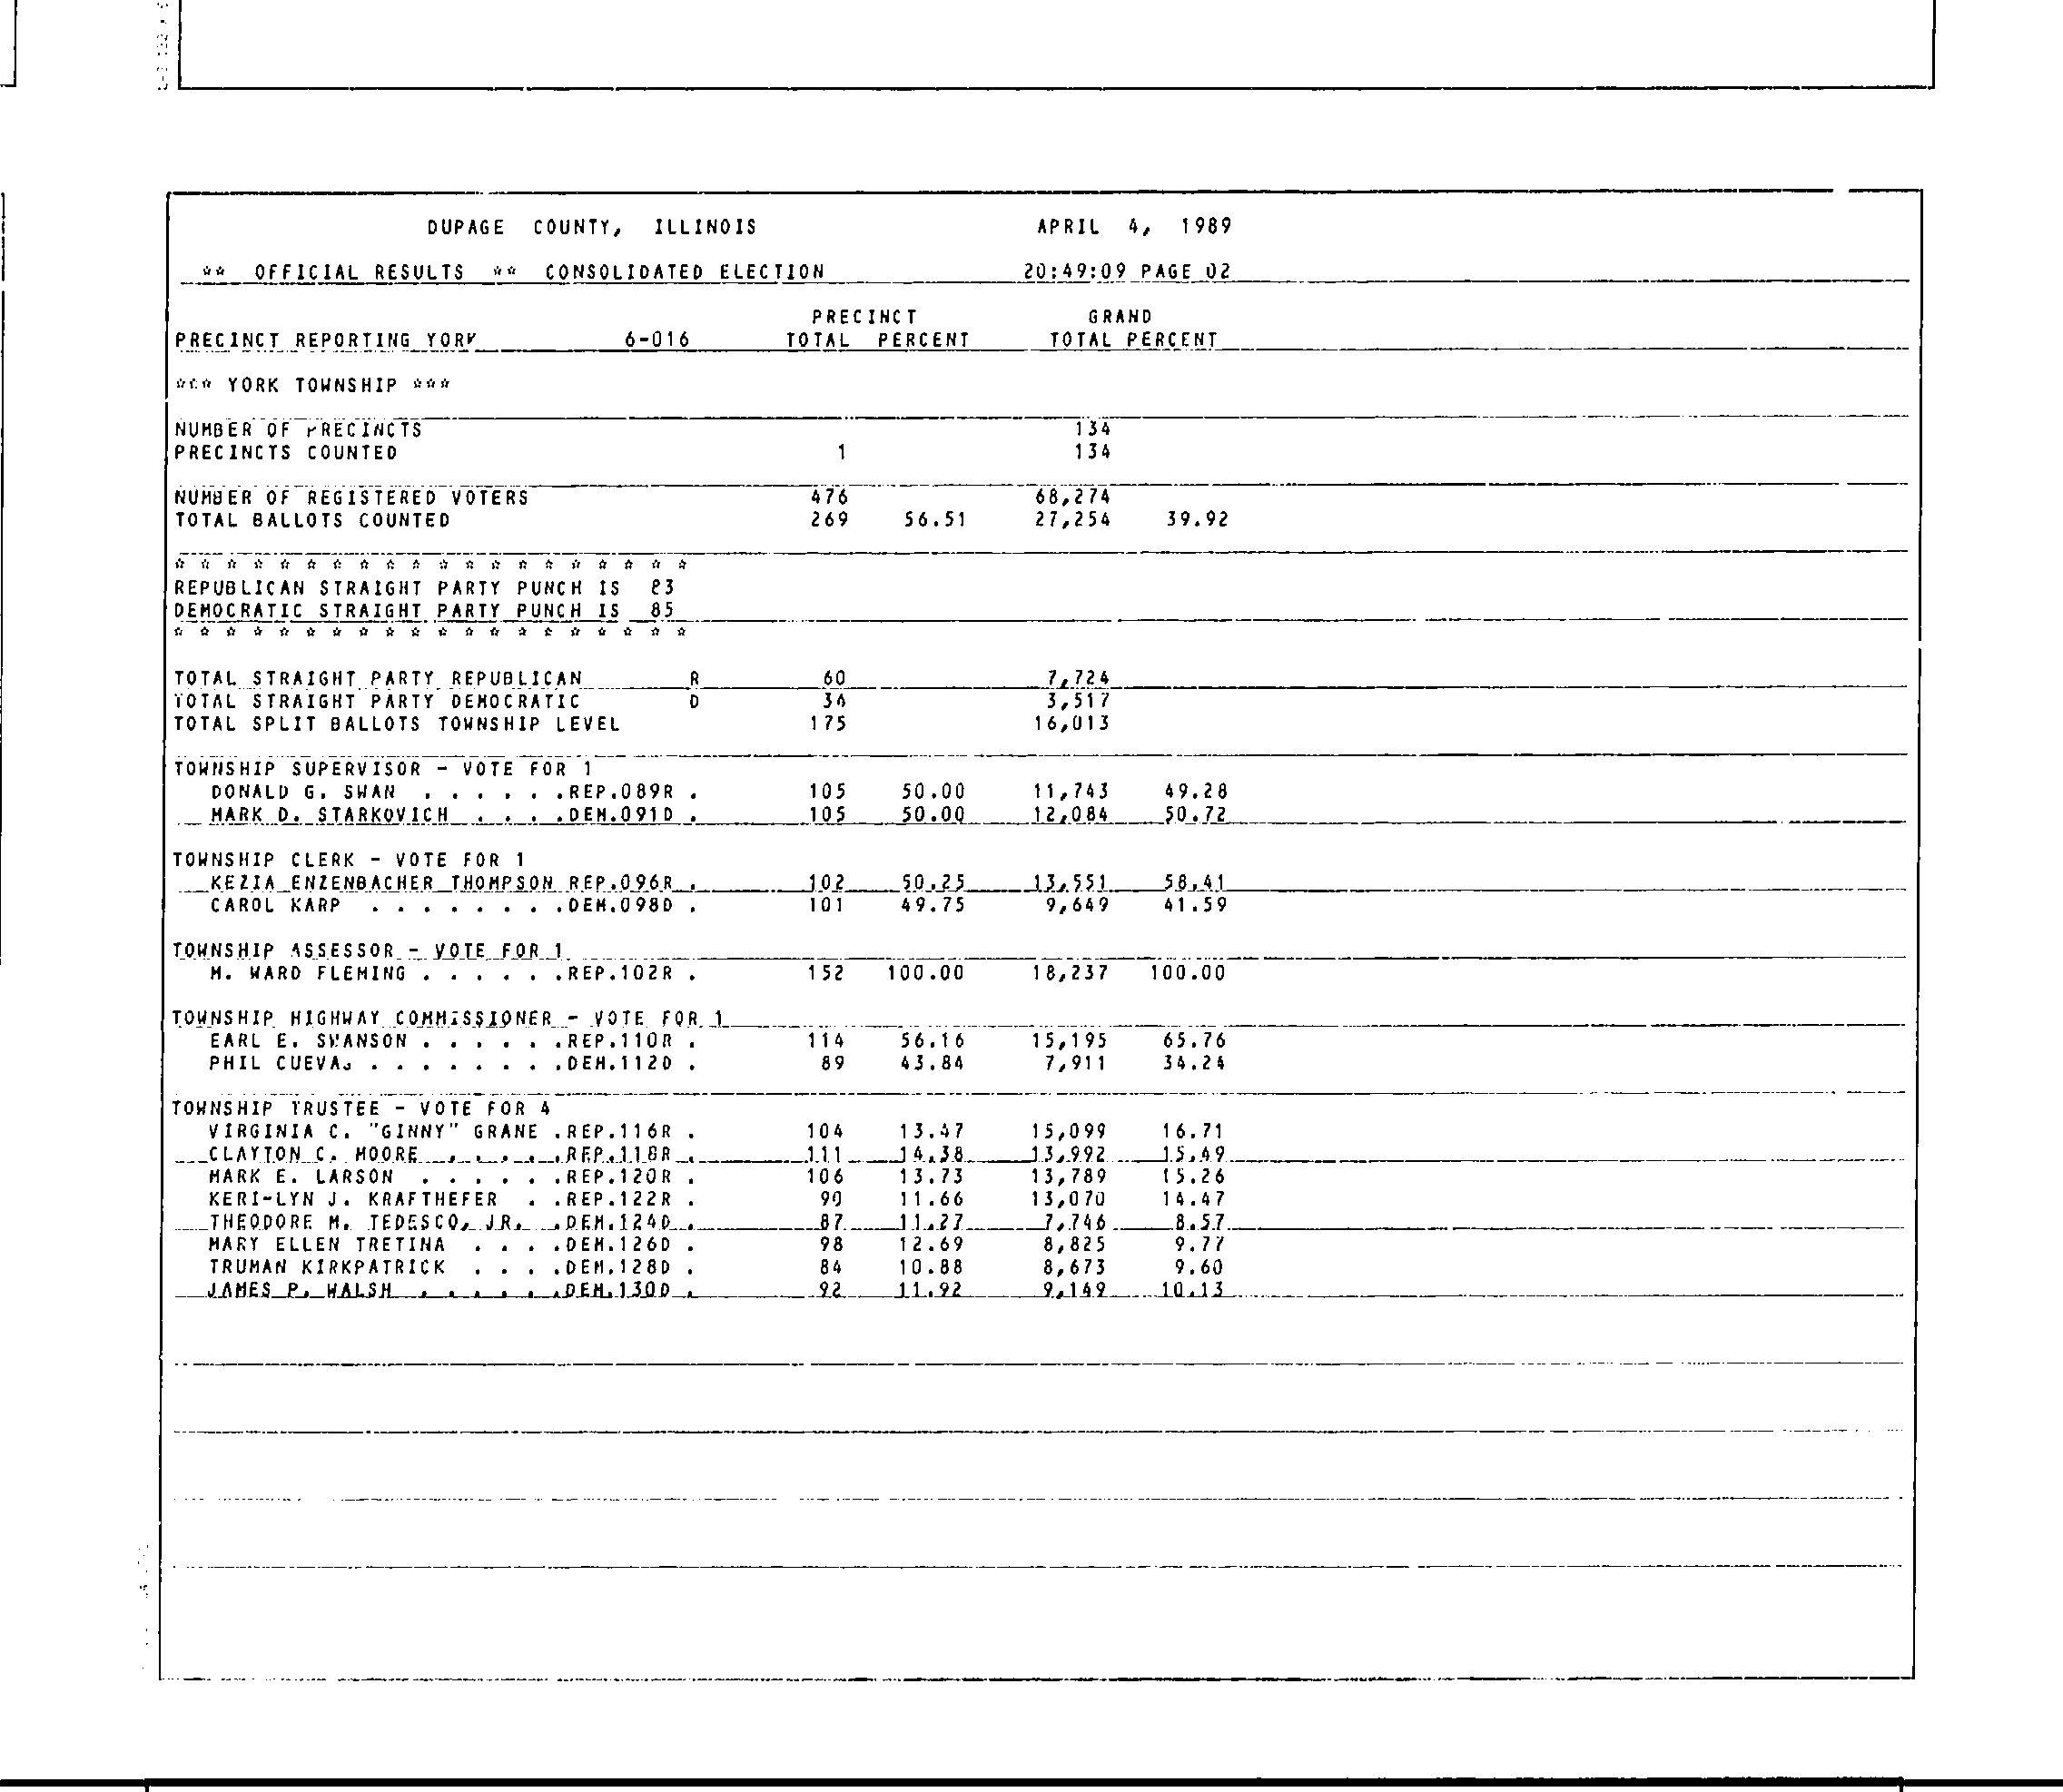 DUPAGE COUNTY, ILLINOIS APRIL 4, 1989
** OFFICIAL RESULTS ** CONSOLIDATED ELECTION 20:49:09 PAGE 02
PRECINCT GRAND
PRECINCT REPORTING YORK 6-016 TOTAL PERCENT TOTAL PERCENT
*** YORK TOWNSHIP ***
NUMBER OF PRECINCTS 134
PRECINCTS COUNTED 1 134
NUMBER OF REGISTERED VOTERS 476 68,274
TOTAL BALLOTS COUNTED 269 56.51 27,254 39.92
* * * * * * * * * * * * * * * * * * * *
REPUBLICAN STRAIGHT PARTY PUNCH IS 83
DEMOCRATIC STRAIGHT PARTY PUNCH IS 85
* * * * * * * * * * * * * * * * * * * *
TOTAL STRAIGHT PARTY REPUBLICAN R 60 7,724
TOTAL STRAIGHT PARTY DEMOCRATIC D 34 3,517
TOTAL SPLIT BALLOTS TOWNSHIP LEVEL 175 16,013
TOWNSHIP SUPERVISOR - VOTE FOR 1
DONALD G. SWAN . . . . . .REP.089R . 105 50.00 11,743 49.28
MARK D. STARKOVICH . . . .DEM.091D . 105 50.00 12,084 50.72
TOWNSHIP CLERK - VOTE FOR 1
KEZIA ENZENBACHER THOMPSON REP.096R . 102 50.25 13,551 58.41
CAROL KARP . . . . . . . .DEM.098D . 101 49.75 9,649 41.59
TOWNSHIP ASSESSOR - VOTE FOR 1
M. WARD FLEMING . . . . . .REP.102R . 152 100.00 18,237 100.00
TOWNSHIP HIGHWAY COMMISSIONER - VOTE FOR 1
EARL E. SWANSON . . . . . .REP.110R . 114 56.16 15,195 65.76
PHIL CUEVAS . . . . . . . .DEM.112D . 89 43.84 7,911 34.24
TOWNSHIP TRUSTEE - VOTE FOR 4
VIRGINIA C. "GINNY" GRANE .REP.116R . 104 13.47 15,099 16.71
CLAYTON C. MOORE . . . . .REP.118R . 111 14.38 13,992 15.49
MARK E. LARSON . . . . . .REP.120R . 106 13.73 13,789 15.26
KERI-LYN J. KRAFTHEFER . .REP.122R . 90 11.66 13,070 14.47
THEODORE M. TEDESCO, JR. .DEM.124D . 87 11.27 7,746 8.57
MARY ELLEN TRETINA . . . .DEM.126D . 98 12.69 8,825 9.77
TRUMAN KIRKPATRICK . . . .DEM.128D . 84 10.88 8,673 9.60
JAMES P. WALSH . . . . . .DEM.130D . 92 11.92 9,149 10.13